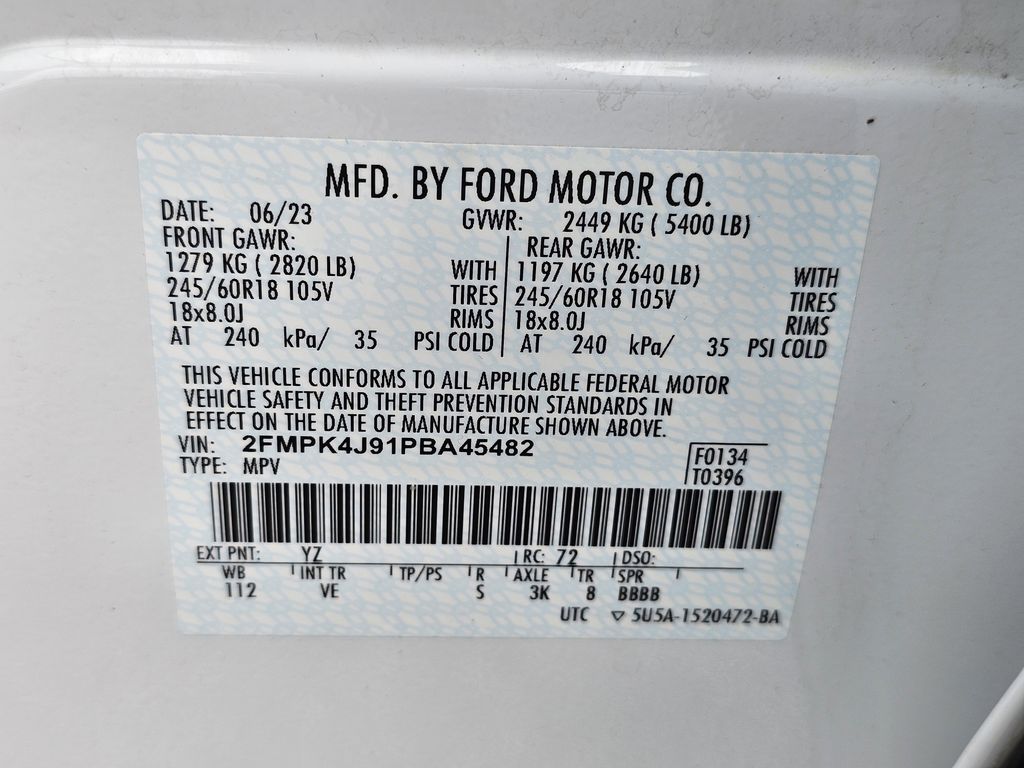 MFD. BY FORD MOTOR CO.
DATE: 06/23 GVWR: 2449 KG ( 5400 LB)
FRONT GAWR: REAR GAWR:
1279 KG ( 2820 LB) WITH 1197 KG ( 2640 LB) WITH
245/60R18 105V TIRES 245/60R18 105V TIRES
18x8.0J RIMS 18x8.0J RIMS
AT 240 kPa/ 35 PSI COLD AT 240 kPa/ 35 PSI COLD
THIS VEHICLE CONFORMS TO ALL APPLICABLE FEDERAL MOTOR
VEHICLE SAFETY AND THEFT PREVENTION STANDARDS IN
EFFECT ON THE DATE OF MANUFACTURE SHOWN ABOVE.
VIN: 2FMPK4J91PBA45482
TYPE: MPV
F0134
T0396
EXT PNT: YZ RC: 72 DSO:
WB INT TR TP/PS R AXLE TR SPR
112 VE S 3K 8 BBBB
UTC ▽ 5U5A-1520472-BA